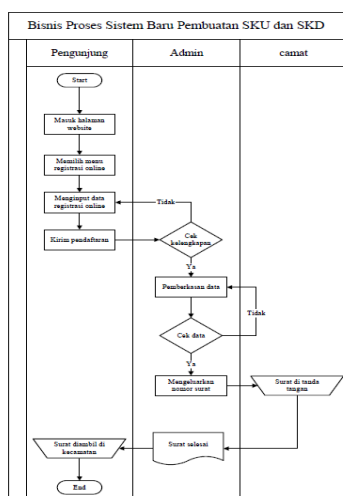 Bisnis Proses Sistem Baru Pembuatan SKU dan SKD
Pengunjung
Admin
camat
Start
Masuk halaman
website
Memilih menu
registrasi online
Menginput data
registrasi online
Tidak
Kirim pendaftaran
Cek
kelengkapan
Ya
Pemberkasan data
Tidak
Cek data
Ya
Mengeluarkan
nomor surat
Surat di tanda
tangan
Surat diambil di
kecamatan
Surat selesai
End